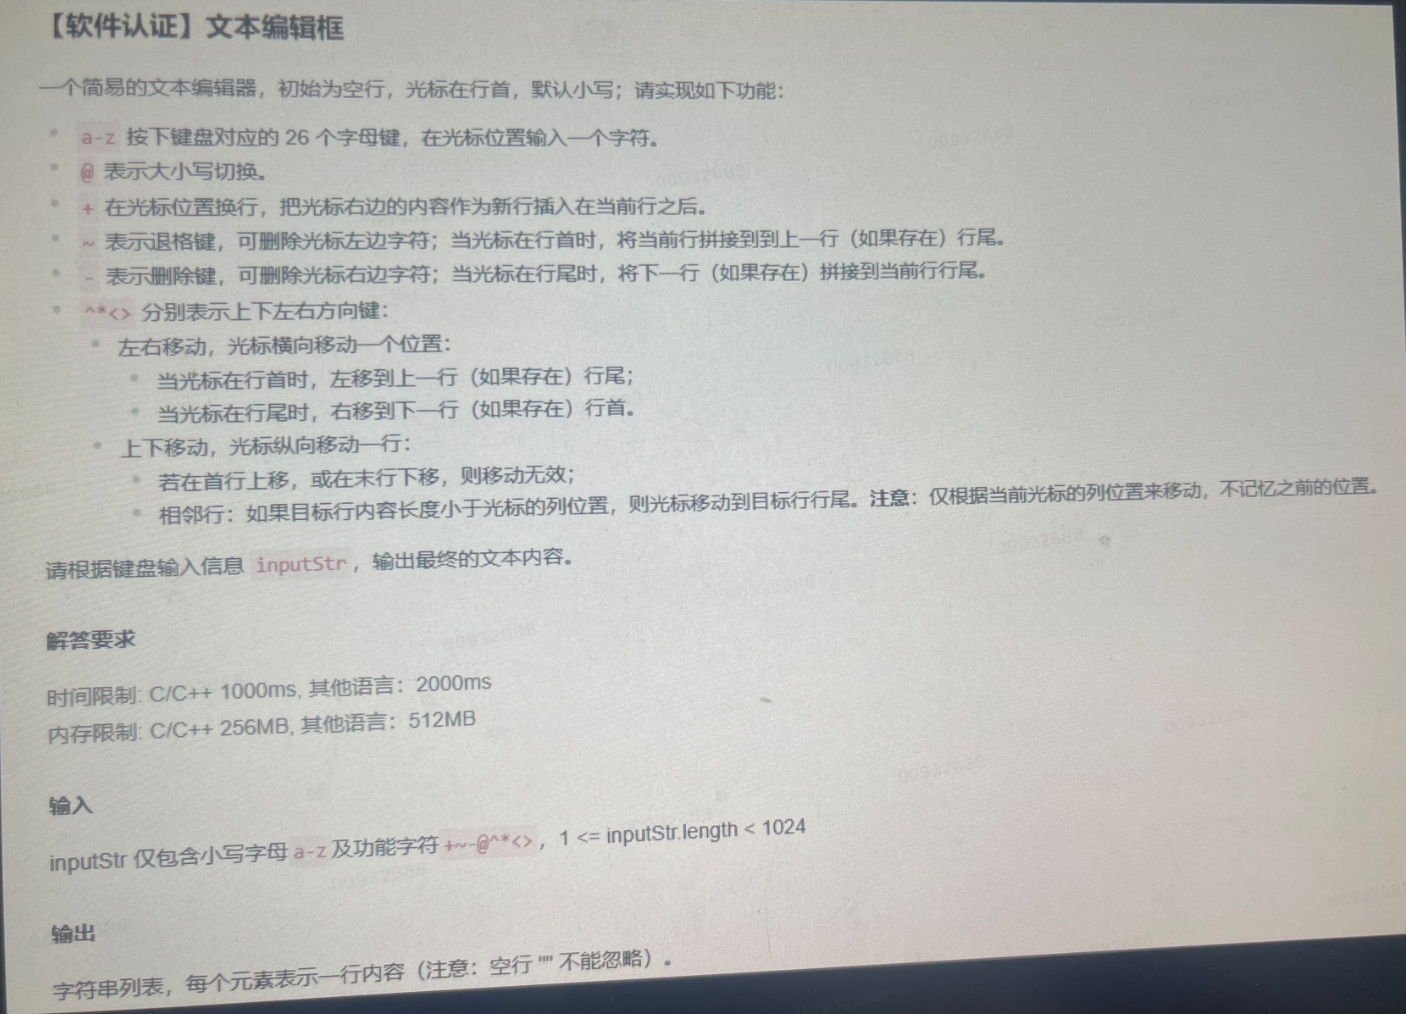 【软件认证】文本编辑框
一个简易的文本编辑器，初始为空行，光标在行首，默认小写；请实现如下功能：
a-z 按下键盘对应的 26 个字母键，在光标位置输入一个字符。
@ 表示大小写切换。
+ 在光标位置换行，把光标右边的内容作为新行插入在当前行之后。
~ 表示退格键，可删除光标左边字符；当光标在行首时，将当前行拼接到到上一行（如果存在）行尾。
- 表示删除键，可删除光标右边字符；当光标在行尾时，将下一行（如果存在）拼接到当前行行尾。
^*<> 分别表示上下左右方向键：
左右移动，光标横向移动一个位置：
当光标在行首时，左移到上一行（如果存在）行尾；
当光标在行尾时，右移到下一行（如果存在）行首。
上下移动，光标纵向移动一行：
若在首行上移，或在末行下移，则移动无效；
相邻行：如果目标行内容长度小于光标的列位置，则光标移动到目标行行尾。注意：仅根据当前光标的列位置来移动，不记忆之前的位置。
请根据键盘输入信息 inputStr，输出最终的文本内容。
解答要求
时间限制: C/C++ 1000ms, 其他语言：2000ms
内存限制: C/C++ 256MB, 其他语言：512MB
输入
inputStr 仅包含小写字母 a-z 及功能字符 +~-@^*<>，1 <= inputStr.length < 1024
输出
字符串列表，每个元素表示一行内容（注意：空行 "" 不能忽略）。